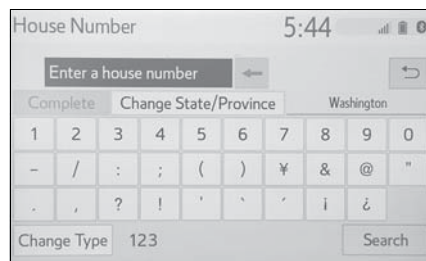 House Number 5:44
Enter a house number
Complete Change State/Province Washington
1 2 3 4 5 6 7 8 9 0
- / : ; ( ) ¥ & @ "
. , ? ! ' ` ´ ¡ ¿
Change Type 123 Search